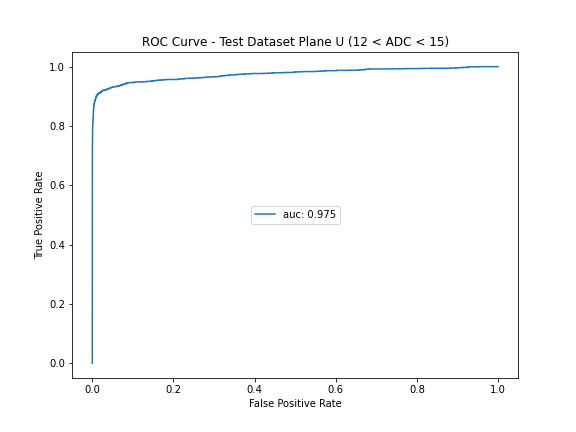 ROC Curve - Test Dataset Plane U (12 < ADC < 15)
1.0
0.8
0.6
0.4
0.2
0.0
True Positive Rate
auc: 0.975
0.0 0.2 0.4 0.6 0.8 1.0
False Positive Rate